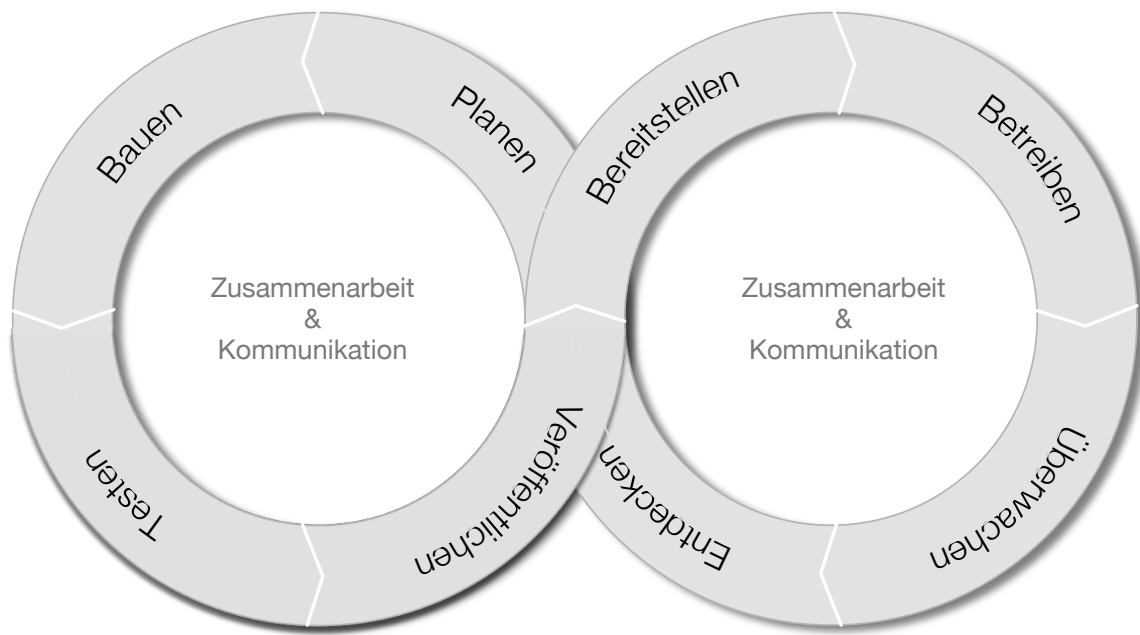 Planen
Bauen
Testen
Veröffentlichen
Bereitstellen
Betreiben
Überwachen
Entdecken
Zusammenarbeit
&
Kommunikation
Zusammenarbeit
&
Kommunikation